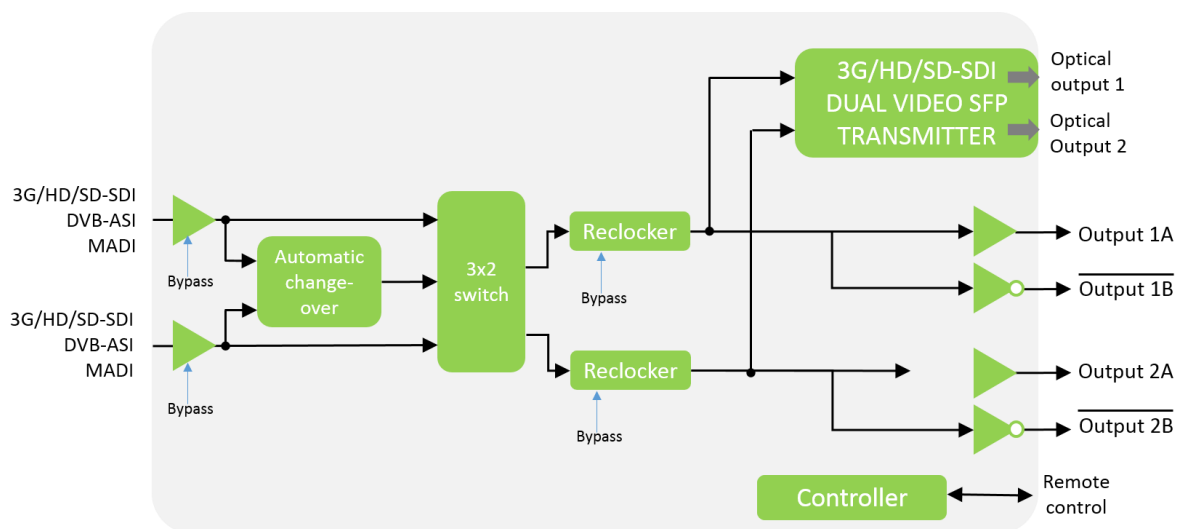 3G/HD/SD-SDI
DUAL VIDEO SFP
TRANSMITTER
Optical
output 1
Optical
Output 2
3G/HD/SD-SDI
DVB-ASI
MADI
Bypass
Automatic
change-
over
3x2
switch
Reclocker
Bypass
Output 1A
Output 1B
3G/HD/SD-SDI
DVB-ASI
MADI
Bypass
Reclocker
Bypass
Output 2A
Output 2B
Controller
Remote
control